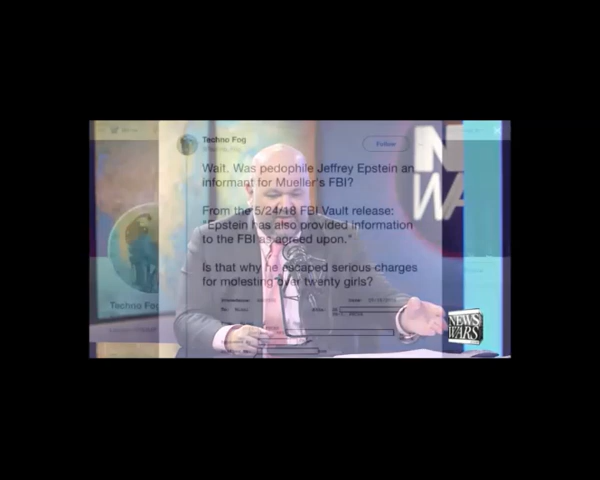 Techno Fog
Follow
Wait. Was pedophile Jeffrey Epstein an
informant for Mueller's FBI?
From the 5/24/18 FBI Vault release:
"Epstein has also provided information
to the FBI as agreed upon."
Is that why he escaped serious charges
for molesting over twenty girls?
Techno Fog
NEWS
WARS